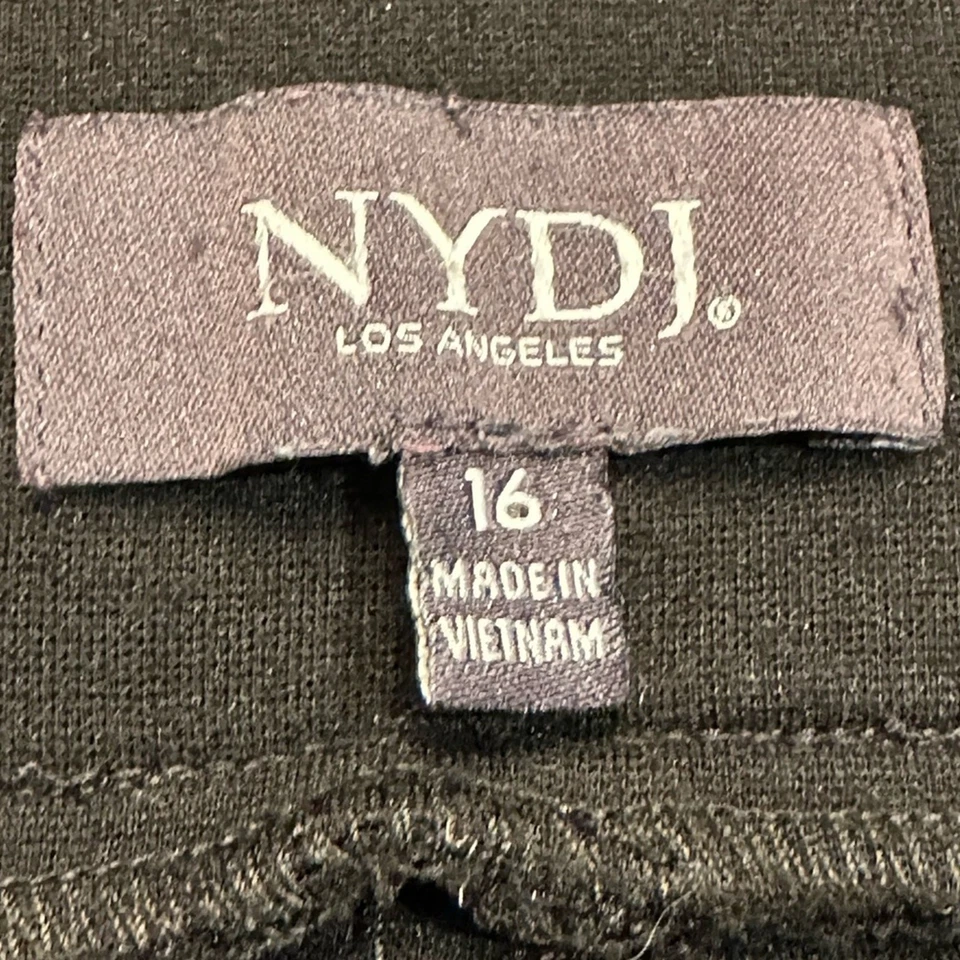 NYDJ®
LOS ANGELES
16
MADE IN
VIETNAM